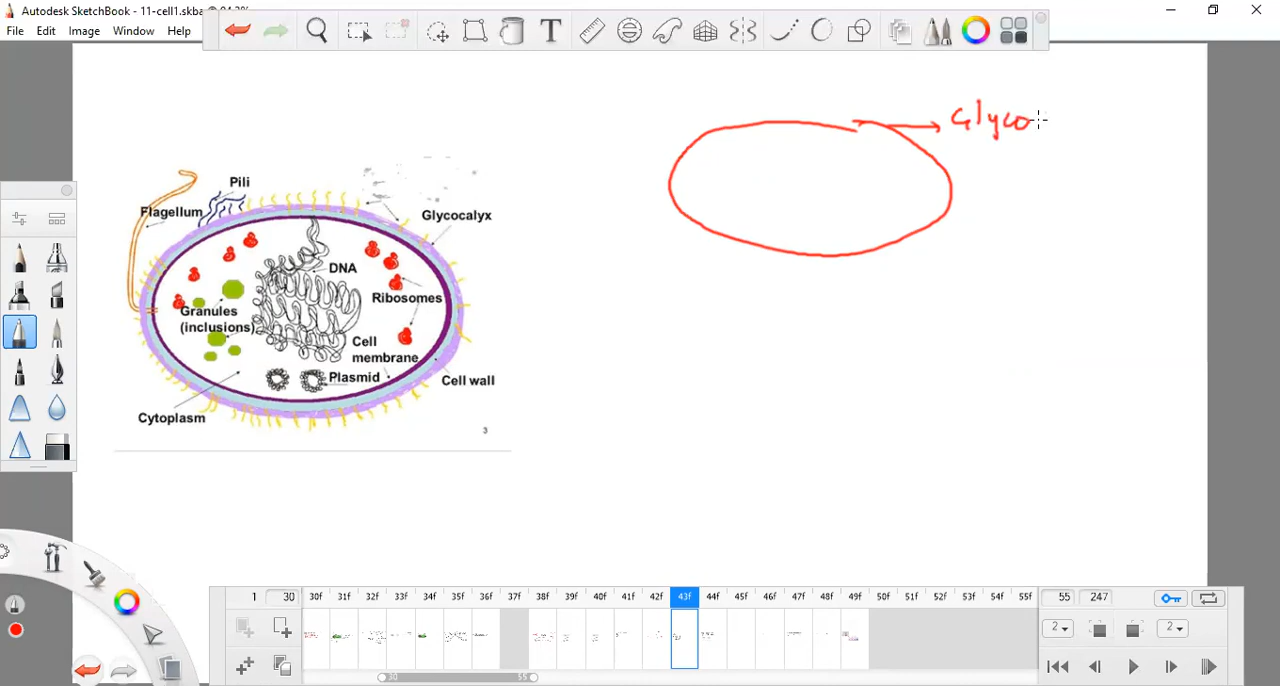 Autodesk SketchBook - 11-cell1.skba
File Edit Image Window Help
Glyco
Pili
Flagellum
Glycocalyx
DNA
Ribosomes
Granules
(inclusions)
Cell
membrane
Plasmid
Cell wall
Cytoplasm
3
1 30 30f 31f 32f 33f 34f 35f 36f 37f 38f 39f 40f 41f 42f 43f 44f 45f 46f 47f 48f 49f 50f 51f 52f 53f 54f 55f 55 247
2 2
30 55